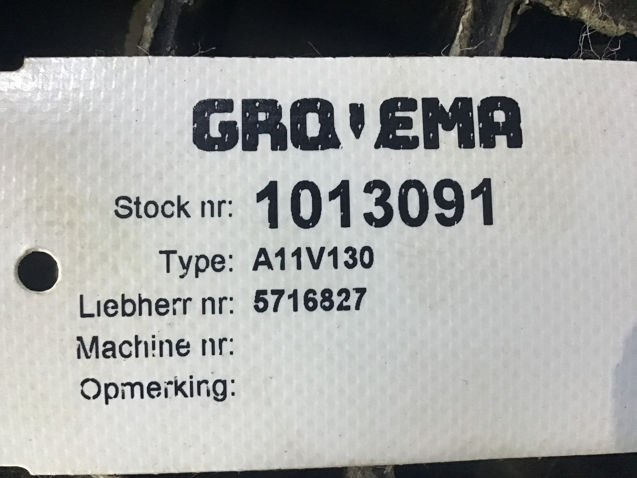 GROVEMA
Stock nr: 1013091
Type: A11V130
Liebherr nr: 5716827
Machine nr:
Opmerking: